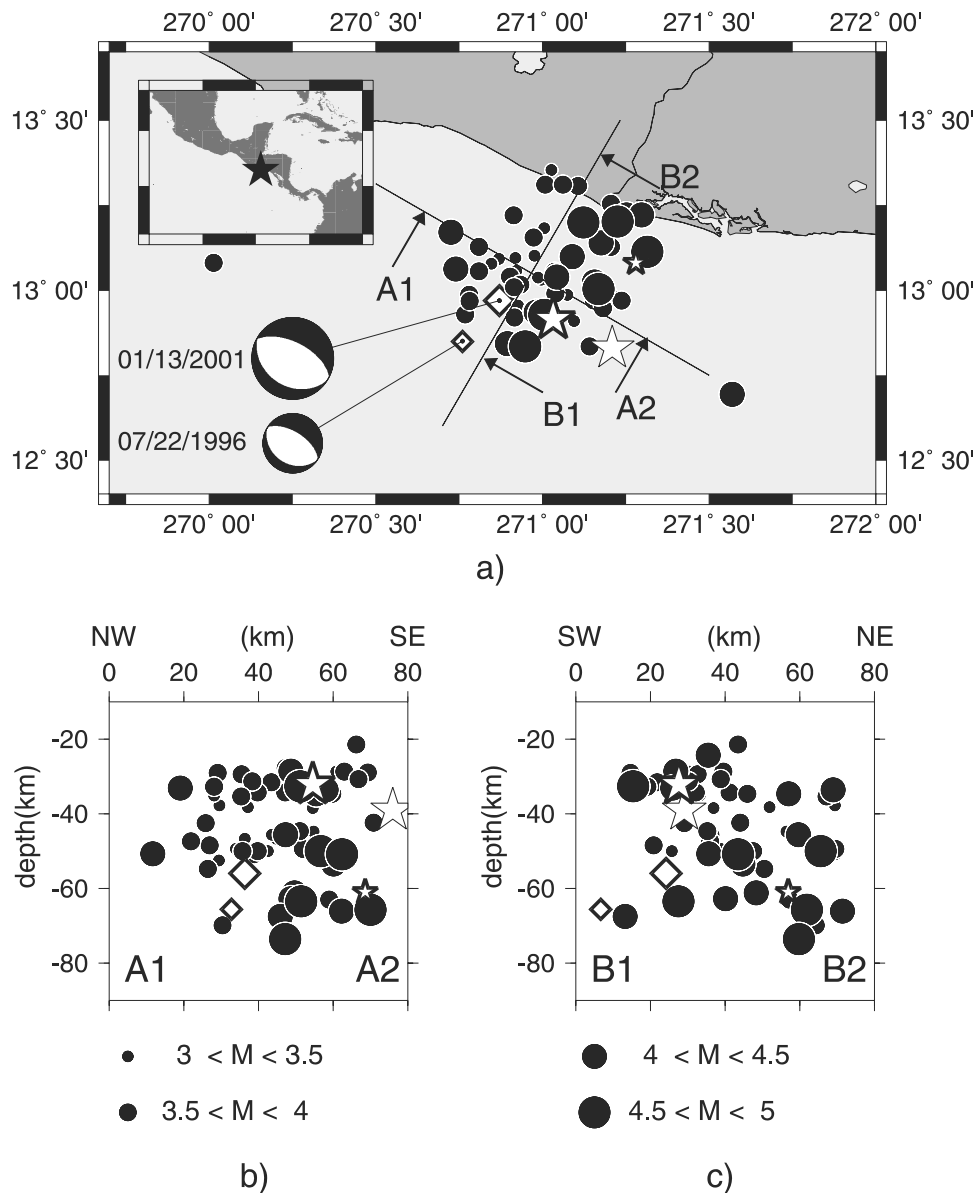 270° 00' 270° 30' 271° 00' 271° 30' 272° 00'
13° 30' 13° 30'
B2
A1
13° 00' 13° 00'
01/13/2001
B1 A2
07/22/1996
12° 30' 12° 30'
270° 00' 270° 30' 271° 00' 271° 30' 272° 00'
a)
NW (km) SE
0 20 40 60 80
-20
-40
-60
-80
depth(km)
A1 A2
3 < M < 3.5
3.5 < M < 4
b)
SW (km) NE
0 20 40 60 80
-20
-40
-60
-80
depth(km)
B1 B2
4 < M < 4.5
4.5 < M < 5
c)